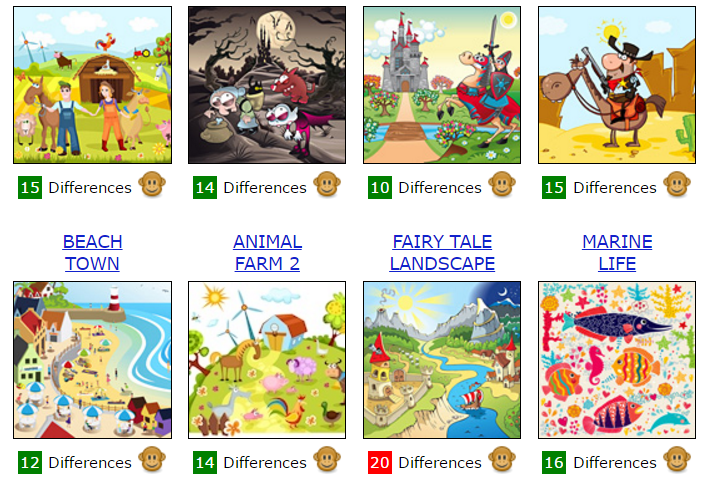 15 Differences
14 Differences
10 Differences
15 Differences
BEACH
TOWN
ANIMAL
FARM 2
FAIRY TALE
LANDSCAPE
MARINE
LIFE
12 Differences
14 Differences
20 Differences
16 Differences